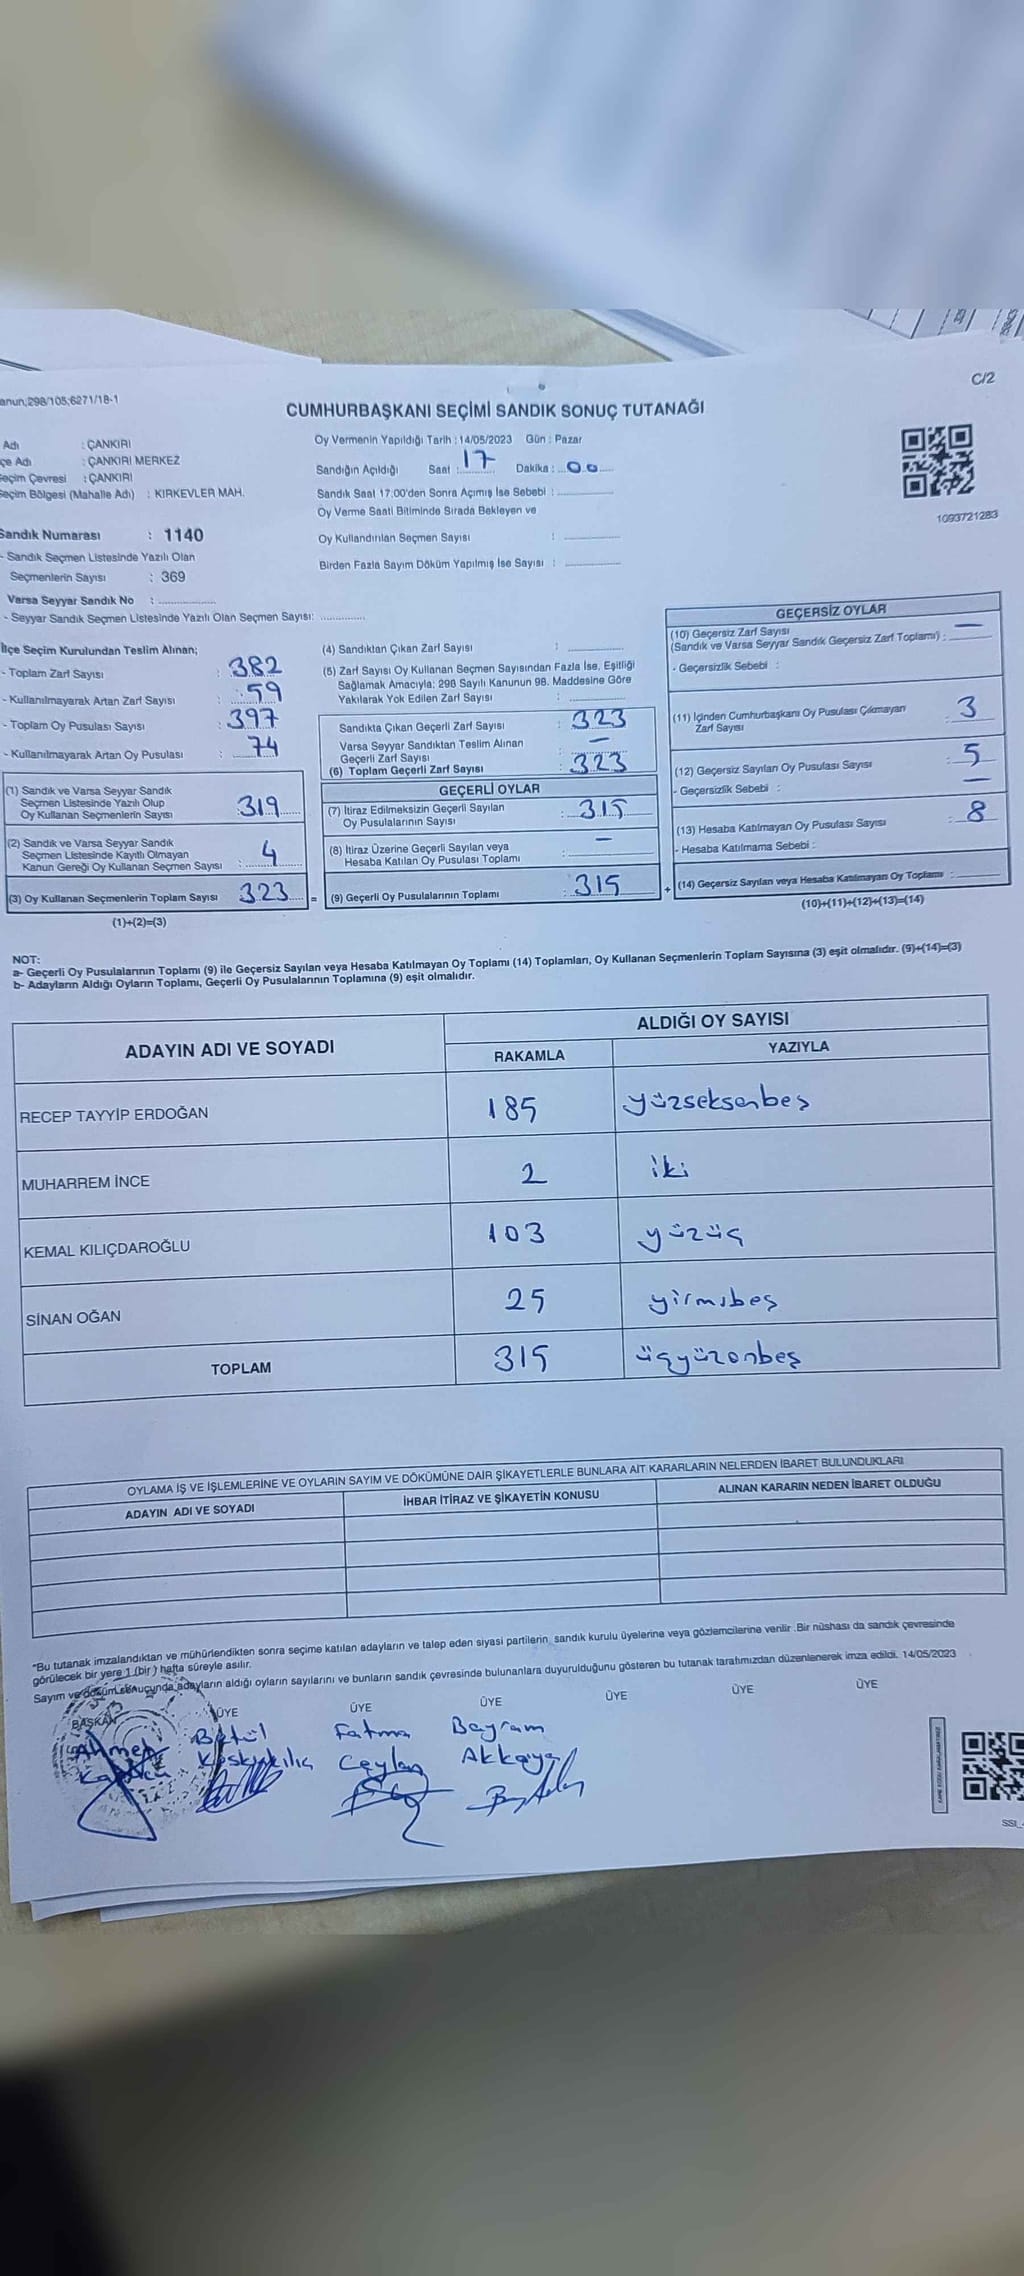 C/2
anun;298/105;6271/18-1
CUMHURBAŞKANI SEÇİMİ SANDIK SONUÇ TUTANAĞI
Adı : ÇANKIRI
çe Adı : ÇANKIRI MERKEZ
eçim Çevresi : ÇANKIRI
eçim Bölgesi (Mahalle Adı) : KIRKEVLER MAH.
Sandık Numarası : 1140
- Sandık Seçmen Listesinde Yazılı Olan
Seçmenlerin Sayısı : 369
Varsa Seyyar Sandık No : ..............
- Seyyar Sandık Seçmen Listesinde Yazılı Olan Seçmen Sayısı: ............
Oy Vermenin Yapıldığı Tarih : 14/05/2023 Gün : Pazar
Sandığın Açıldığı Saat : 17 Dakika : 00
Sandık Saat 17:00'den Sonra Açımış İse Sebebi : ..............
Oy Verme Saati Bitiminde Sırada Bekleyen ve
Oy Kullandırılan Seçmen Sayısı : ..............
Birden Fazla Sayım Döküm Yapılmış İse Sayısı : ..............
1093721283
İlçe Seçim Kurulundan Teslim Alınan;
- Toplam Zarf Sayısı : 382
- Kullanılmayarak Artan Zarf Sayısı : 59
- Toplam Oy Pusulası Sayısı : 397
- Kullanılmayarak Artan Oy Pusulası : 74
(1) Sandık ve Varsa Seyyar Sandık
Seçmen Listesinde Yazılı Olup
Oy Kullanan Seçmenlerin Sayısı 319
(2) Sandık ve Varsa Seyyar Sandık
Seçmen Listesinde Kayıtlı Olmayan
Kanun Gereği Oy Kullanan Seçmen Sayısı : 4
(3) Oy Kullanan Seçmenlerin Toplam Sayısı 323 =
(1)+(2)=(3)
(4) Sandıktan Çıkan Zarf Sayısı : ..............
(5) Zarf Sayısı Oy Kullanan Seçmen Sayısından Fazla İse, Eşitliği
Sağlamak Amacıyla; 298 Sayılı Kanunun 98. Maddesine Göre
Yakılarak Yok Edilen Zarf Sayısı : ..............
Sandıkta Çıkan Geçerli Zarf Sayısı : 323
Varsa Seyyar Sandıktan Teslim Alınan
Geçerli Zarf Sayısı : —
(6) Toplam Geçerli Zarf Sayısı : 323
GEÇERLİ OYLAR
(7) İtiraz Edilmeksizin Geçerli Sayılan
Oy Pusulalarının Sayısı : 315
(8) İtiraz Üzerine Geçerli Sayılan veya
Hesaba Katılan Oy Pusulası Toplamı : —
(9) Geçerli Oy Pusulalarının Toplamı : 315 +
GEÇERSİZ OYLAR
(10) Geçersiz Zarf Sayısı
(Sandık ve Varsa Seyyar Sandık Geçersiz Zarf Toplamı) : —
- Geçersizlik Sebebi :
(11) İçinden Cumhurbaşkanı Oy Pusulası Çıkmayan
Zarf Sayısı : 3
(12) Geçersiz Sayılan Oy Pusulası Sayısı : 5
- Geçersizlik Sebebi : —
(13) Hesaba Katılmayan Oy Pusulası Sayısı : 8
- Hesaba Katılmama Sebebi :
(14) Geçersiz Sayılan veya Hesaba Katılmayan Oy Toplamı : ..........
(10)+(11)+(12)+(13)=(14)
NOT:
a- Geçerli Oy Pusulalarının Toplamı (9) ile Geçersiz Sayılan veya Hesaba Katılmayan Oy Toplamı (14) Toplamları, Oy Kullanan Seçmenlerin Toplam Sayısına (3) eşit olmalıdır. (9)+(14)=(3)
b- Adayların Aldığı Oyların Toplamı, Geçerli Oy Pusulalarının Toplamına (9) eşit olmalıdır.
ADAYIN ADI VE SOYADI ALDIĞI OY SAYISI
RAKAMLA YAZIYLA
RECEP TAYYİP ERDOĞAN 185 yüzseksenbeş
MUHARREM İNCE 2 iki
KEMAL KILIÇDAROĞLU 103 yüzüç
SİNAN OĞAN 25 yirmibeş
TOPLAM 315 üçyüzonbeş
OYLAMA İŞ VE İŞLEMLERİNE VE OYLARIN SAYIM VE DÖKÜMÜNE DAİR ŞİKAYETLERLE BUNLARA AİT KARARLARIN NELERDEN İBARET BULUNDUKLARI
ADAYIN ADI VE SOYADI İHBAR İTİRAZ VE ŞİKAYETİN KONUSU ALINAN KARARIN NEDEN İBARET OLDUĞU
*Bu tutanak imzalandıktan ve mühürlendikten sonra seçime katılan adayların ve talep eden siyasi partilerin, sandık kurulu üyelerine veya gözlemcilerine verilir. Bir nüshası da sandık çevresinde
görülecek bir yere 1 (bir) hafta süreyle asılır.
Sayım ve döküm sonucunda adayların aldığı oyların sayılarını ve bunların sandık çevresinde bulunanlara duyurulduğunu gösteren bu tutanak tarafımızdan düzenlenerek imza edildi. 14/05/2023
BAŞKAN ÜYE ÜYE ÜYE ÜYE ÜYE ÜYE
Ahmet Betül Fatma Bayram
Keskinkılıç Ceylan Akkaya